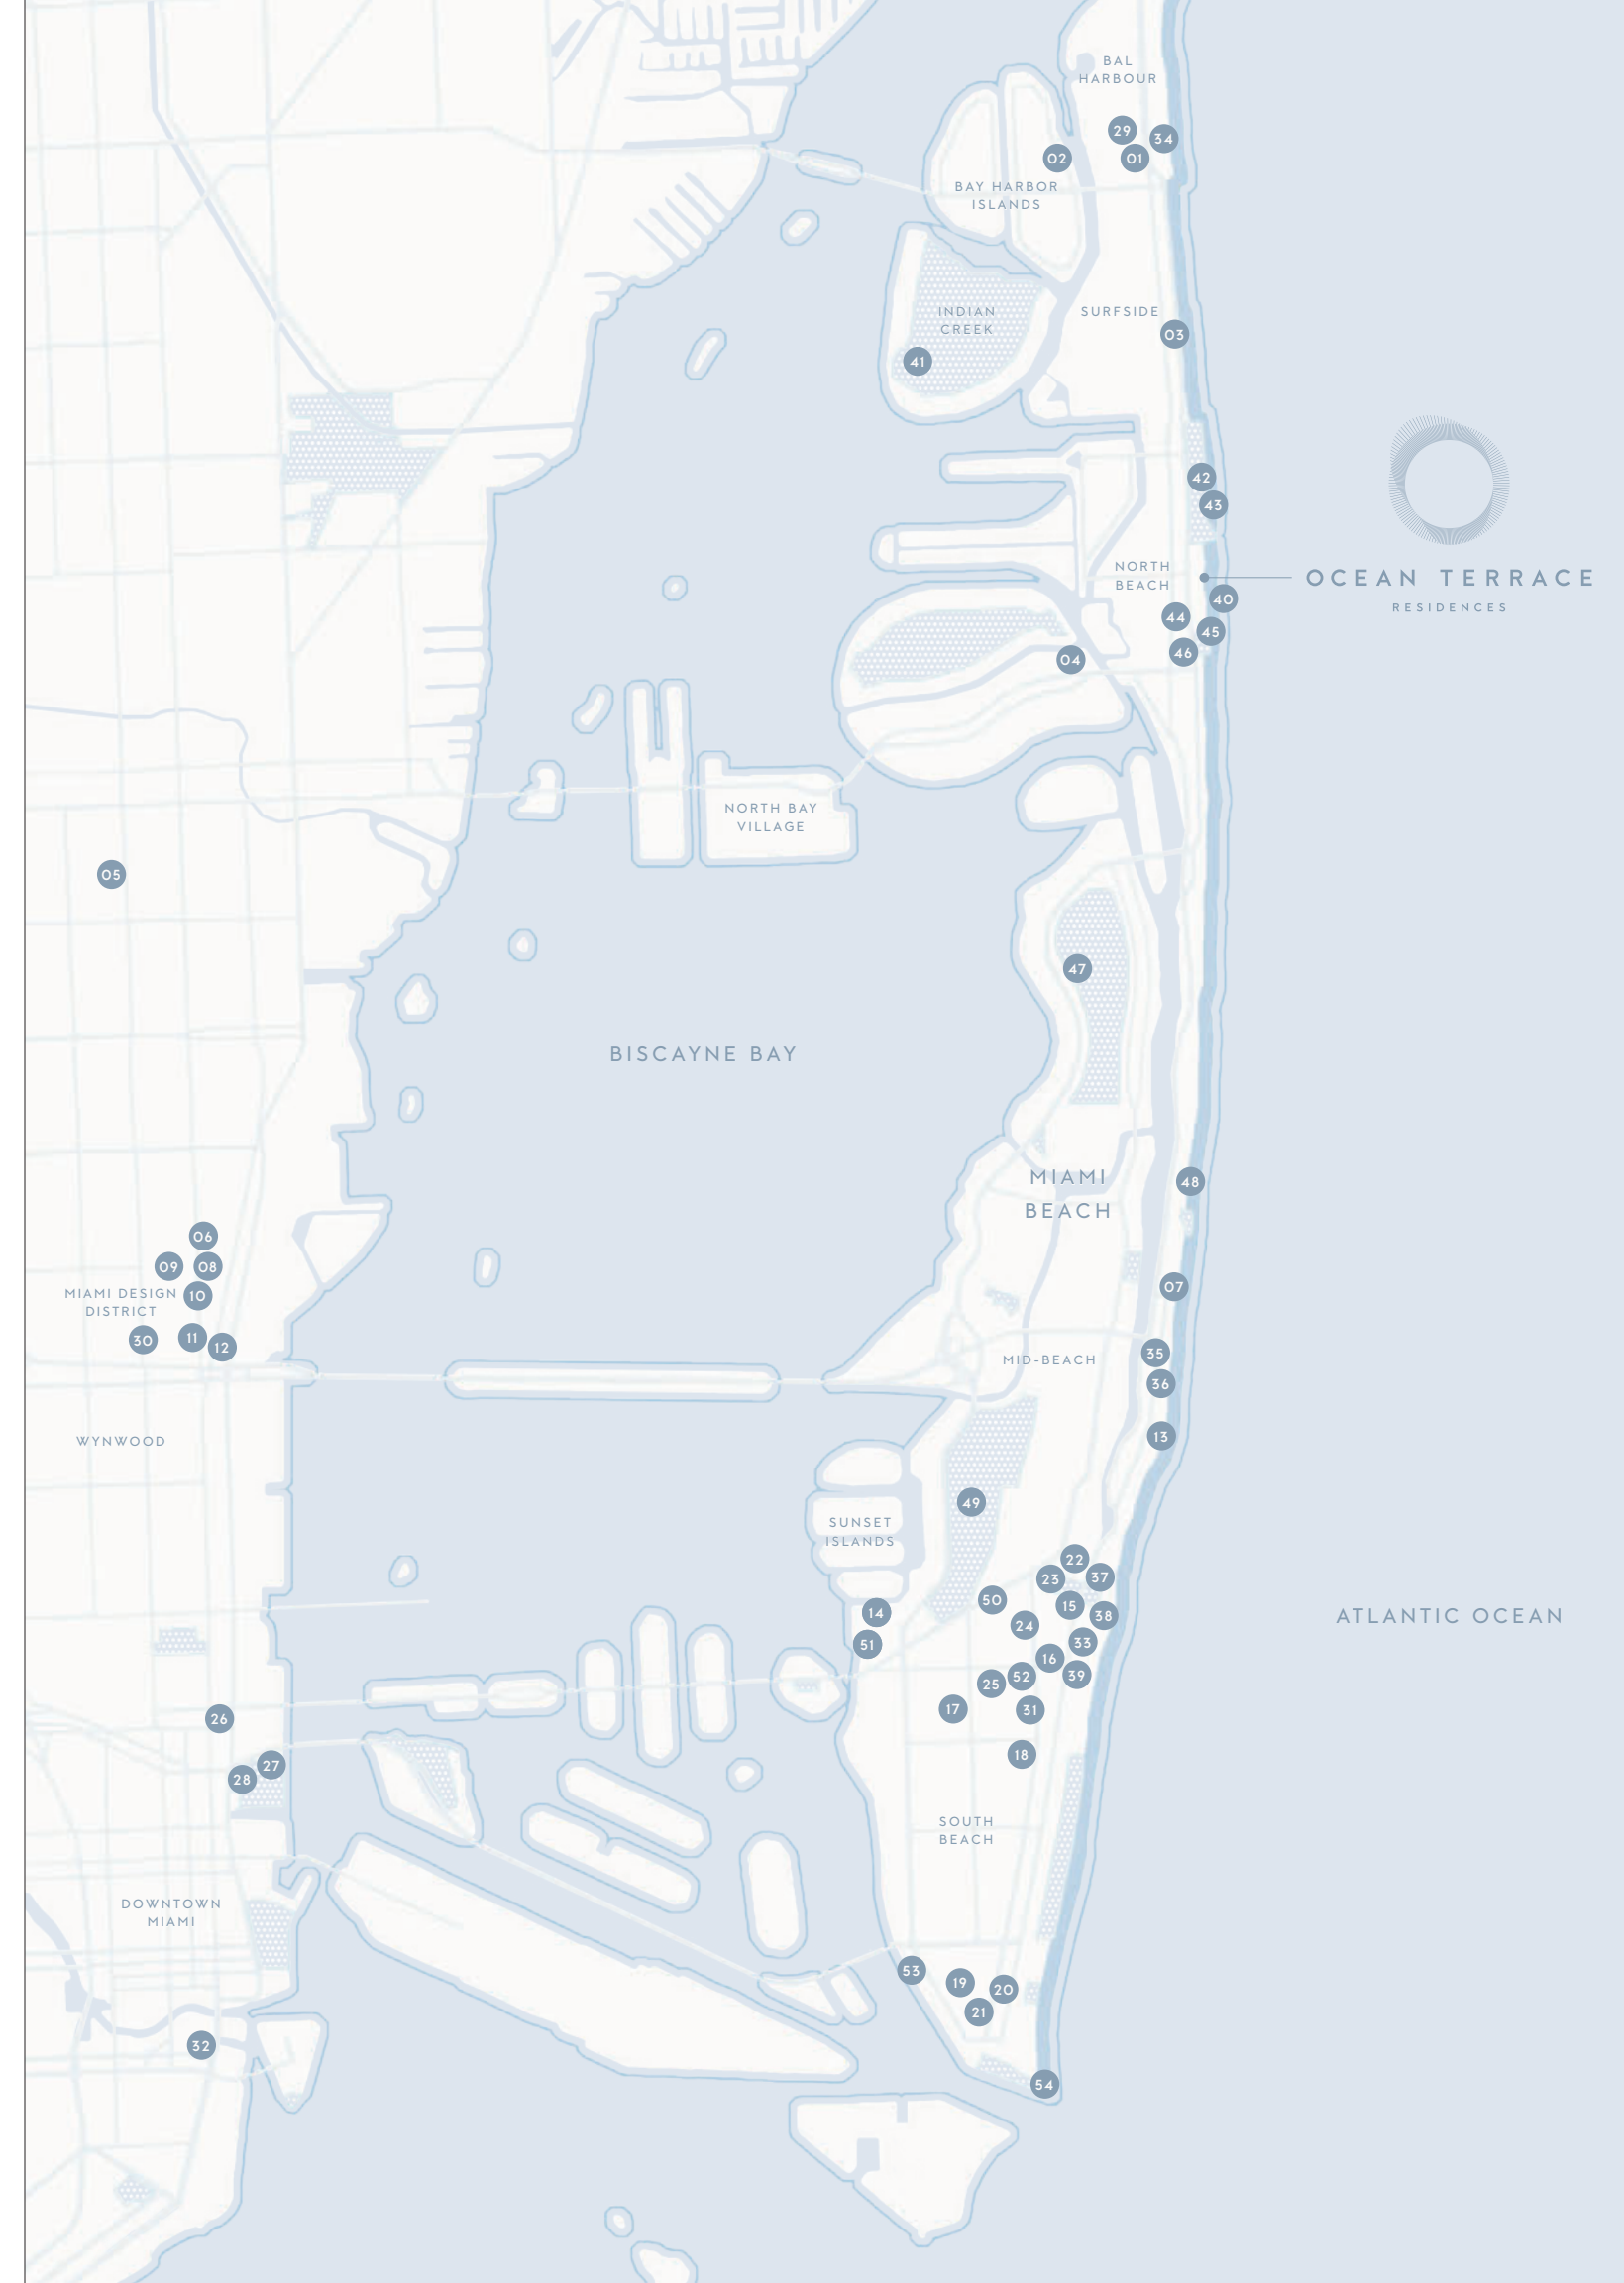 BAL
HARBOUR
29
34
02
01
BAY HARBOR
ISLANDS
INDIAN
CREEK
SURFSIDE
03
41
42
43
NORTH
BEACH
OCEAN TERRACE
RESIDENCES
40
44
45
46
04
NORTH BAY
VILLAGE
05
47
BISCAYNE BAY
MIAMI
BEACH
48
06
09
08
07
MIAMI DESIGN
DISTRICT
10
30
11
12
35
MID-BEACH
36
WYNWOOD
13
49
SUNSET
ISLANDS
22
23
37
50
15
14
38
24
ATLANTIC OCEAN
51
33
16
39
52
25
17
31
26
18
27
28
SOUTH
BEACH
DOWNTOWN
MIAMI
53
19
20
21
32
54